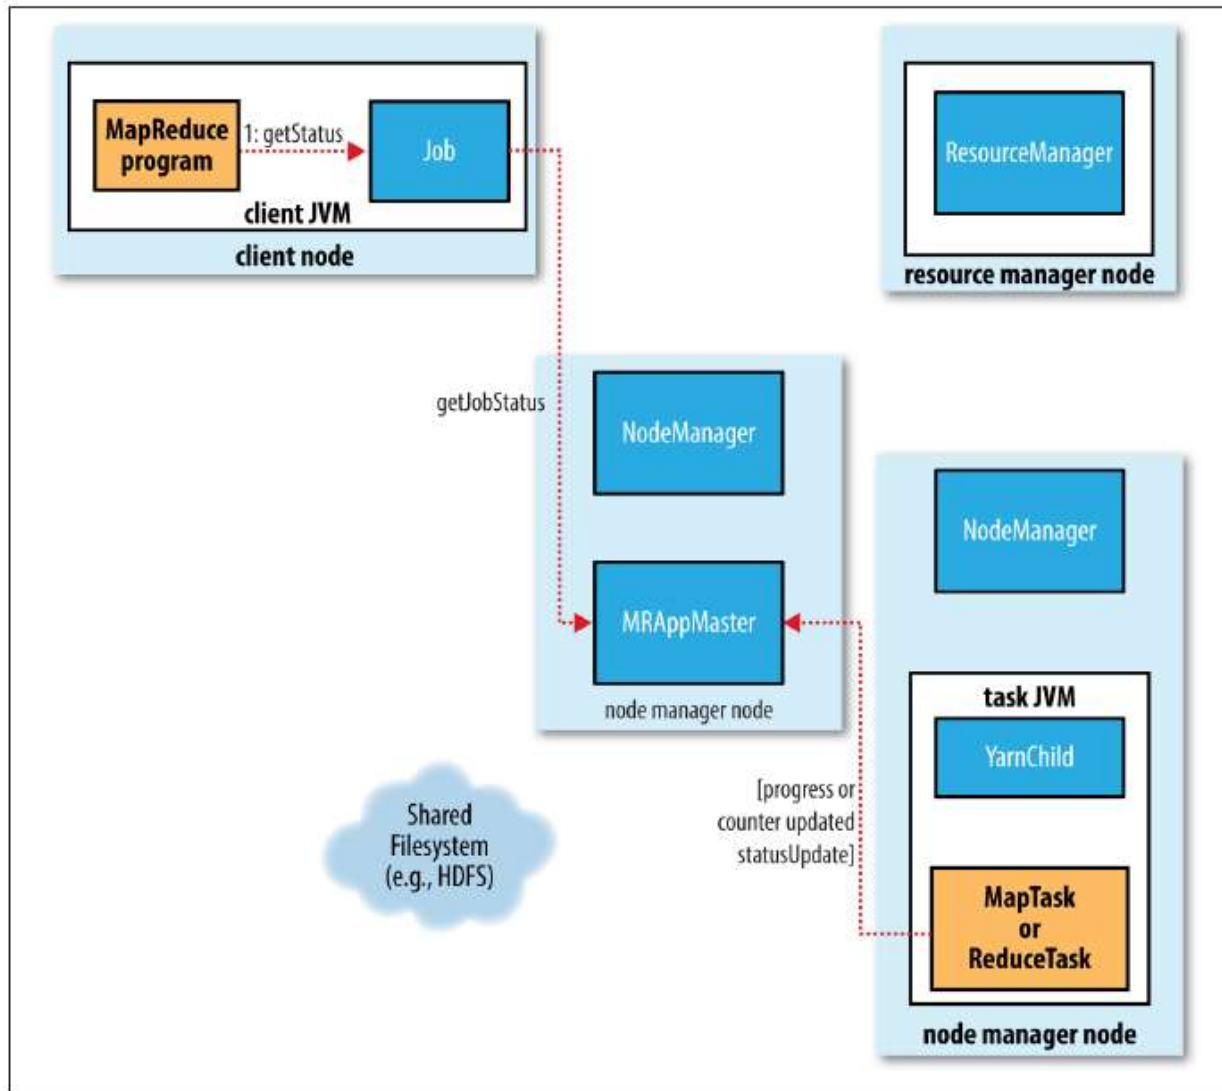 MapReduce
program
1: getStatus
Job
client JVM
client node
ResourceManager
resource manager node
getJobStatus
NodeManager
MRAppMaster
node manager node
NodeManager
task JVM
YarnChild
MapTask
or
ReduceTask
node manager node
[progress or
counter updated
statusUpdate]
Shared
Filesystem
(e.g., HDFS)